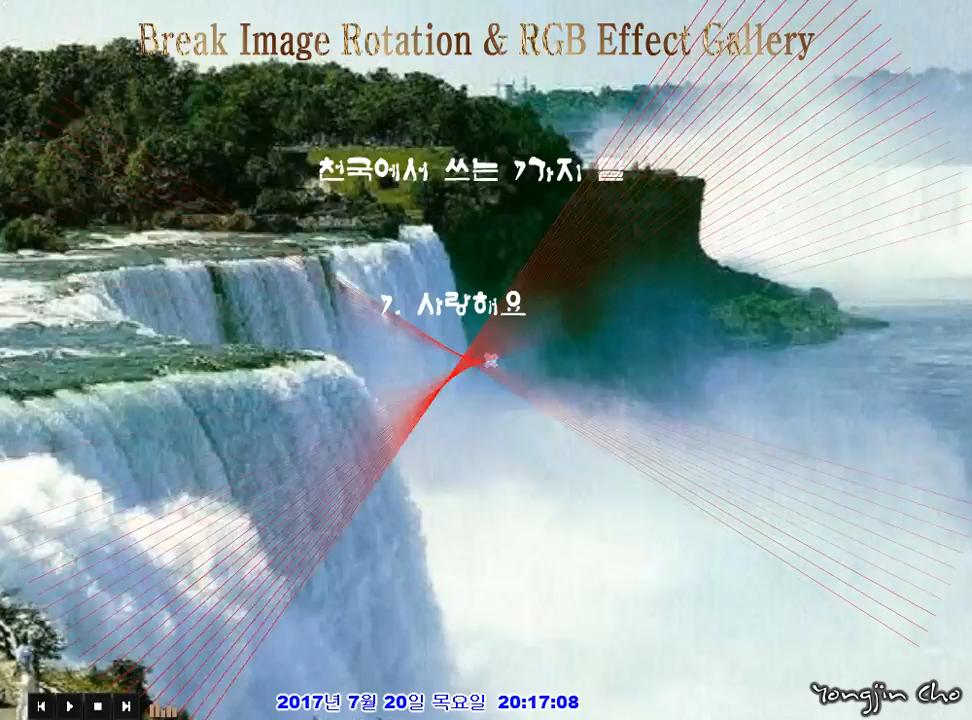 Break Image Rotation & RGB Effect Gallery
천국에서 쓰는 7가지 말
7. 사랑해요
2017년 7월 20일 목요일 20:17:08
Yongjin Cho